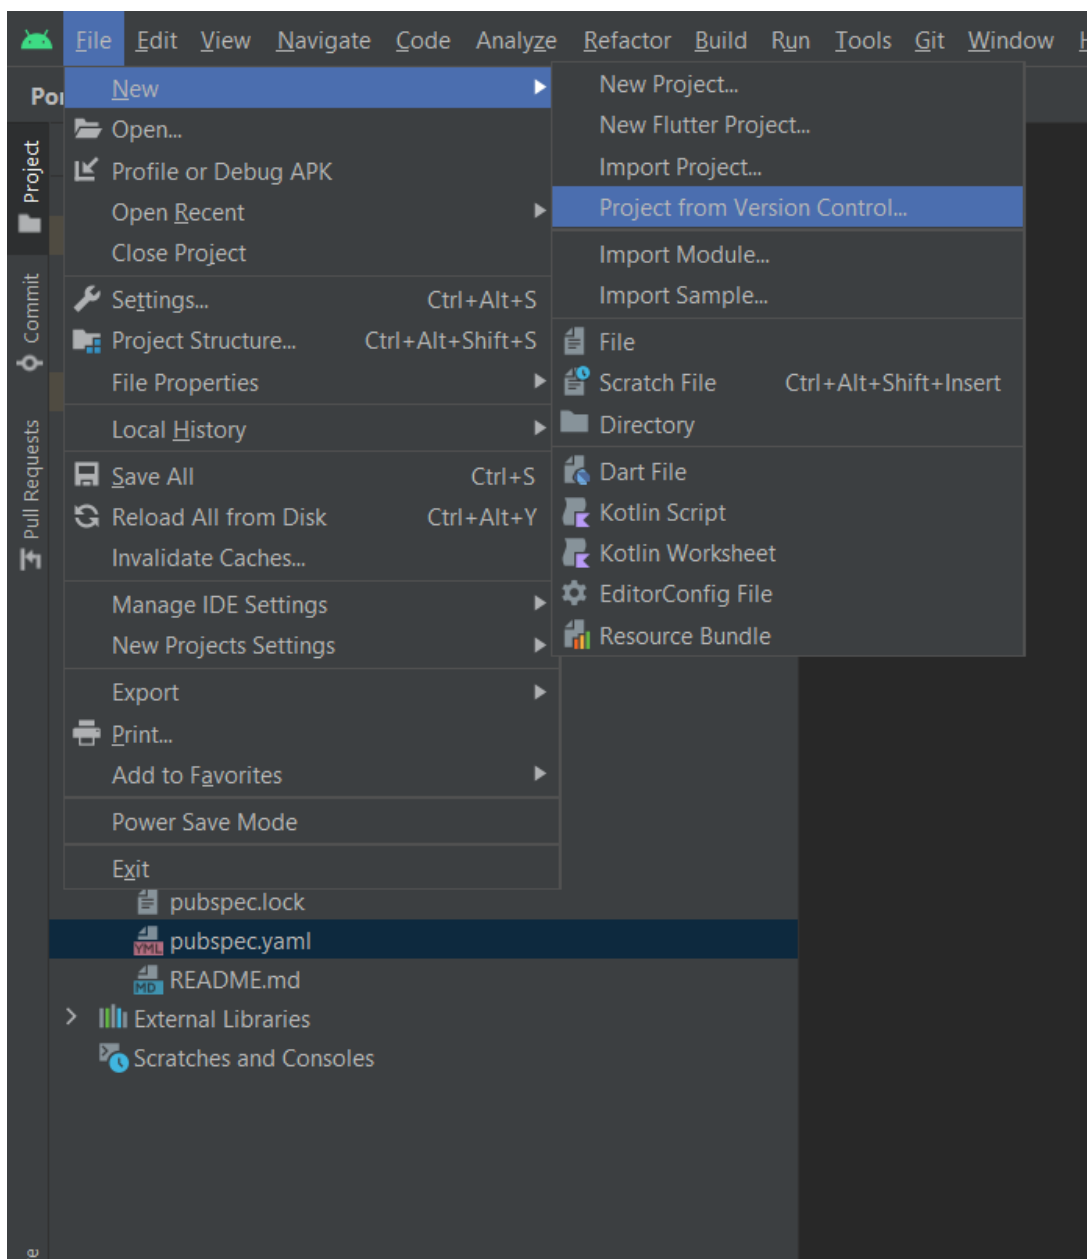 File Edit View Navigate Code Analyze Refactor Build Run Tools Git Window
New
Open...
Profile or Debug APK
Open Recent
Close Project
Settings... Ctrl+Alt+S
Project Structure... Ctrl+Alt+Shift+S
File Properties
Local History
Save All Ctrl+S
Reload All from Disk Ctrl+Alt+Y
Invalidate Caches...
Manage IDE Settings
New Projects Settings
Export
Print...
Add to Favorites
Power Save Mode
Exit
New Project...
New Flutter Project...
Import Project...
Project from Version Control...
Import Module...
Import Sample...
File
Scratch File Ctrl+Alt+Shift+Insert
Directory
Dart File
Kotlin Script
Kotlin Worksheet
EditorConfig File
Resource Bundle
Project
Commit
Pull Requests
pubspec.lock
YML pubspec.yaml
MD README.md
External Libraries
Scratches and Consoles